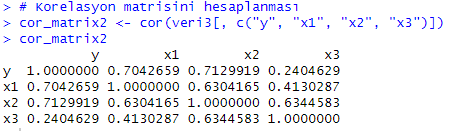 > # Korelasyon matrisini hesaplanması
> cor_matrix2 <- cor(veri3[, c("y", "x1", "x2", "x3")])
> cor_matrix2
y x1 x2 x3
y 1.0000000 0.7042659 0.7129919 0.2404629
x1 0.7042659 1.0000000 0.6304165 0.4130287
x2 0.7129919 0.6304165 1.0000000 0.6344583
x3 0.2404629 0.4130287 0.6344583 1.0000000